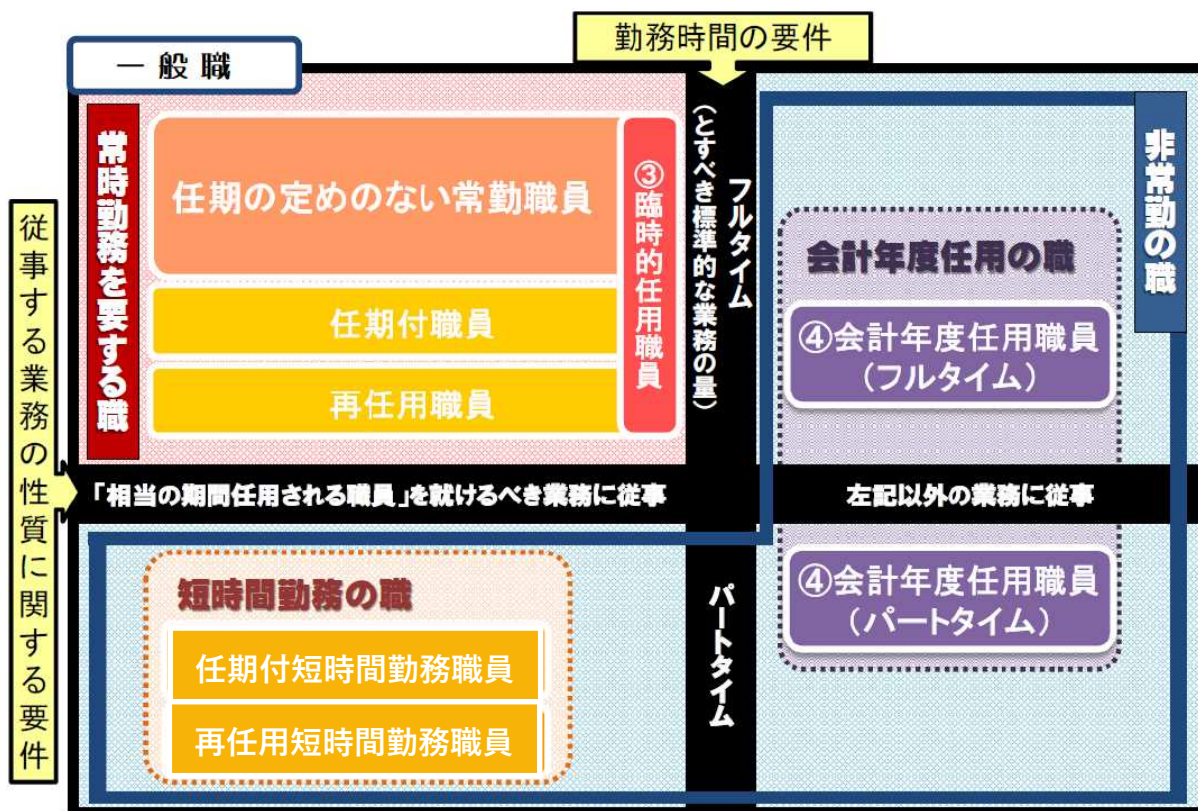 勤務時間の要件
一般職
常時勤務を要する職
任期の定めのない常勤職員
任期付職員
再任用職員
③臨時的任用職員
フルタイム
(とすべき標準的な業務の量)
非常勤の職
会計年度任用の職
④会計年度任用職員
(フルタイム)
従事する業務の性質に関する要件
「相当の期間任用される職員」を就けるべき業務に従事
左記以外の業務に従事
短時間勤務の職
任期付短時間勤務職員
再任用短時間勤務職員
パートタイム
④会計年度任用職員
(パートタイム)